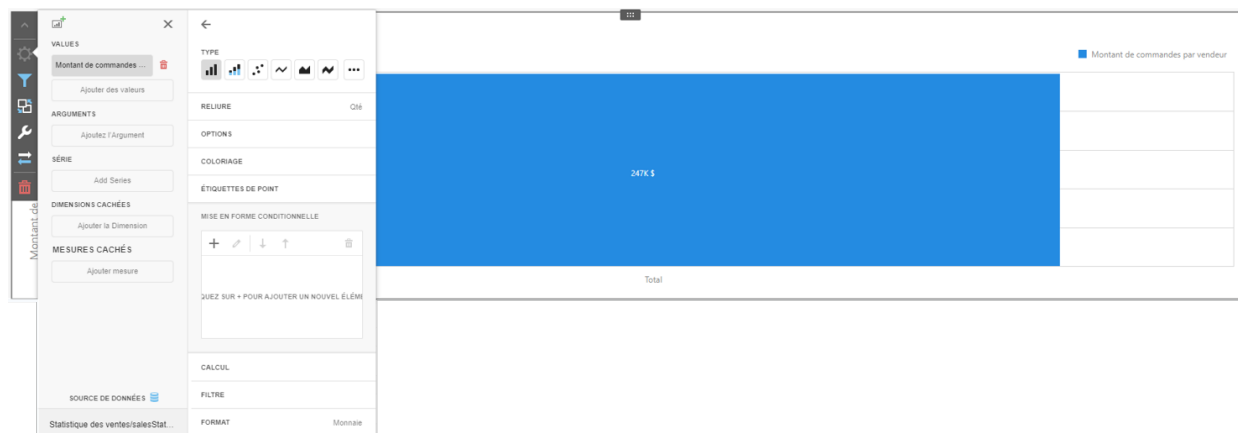 VALUES
Montant de commandes ...
Ajouter des valeurs
ARGUMENTS
Ajoutez l'Argument
SÉRIE
Add Series
DIMENSIONS CACHÉES
Ajouter la Dimension
MESURES CACHÉS
Ajouter mesure
SOURCE DE DONNÉES
Statistique des ventes/salesStat...
TYPE
RELIURE Qté
OPTIONS
COLORIAGE
ÉTIQUETTES DE POINT
MISE EN FORME CONDITIONNELLE
QUEZ SUR + POUR AJOUTER UN NOUVEL ÉLÉME
CALCUL
FILTRE
FORMAT Monnaie
Montant de
Montant de commandes par vendeur
247K $
Total